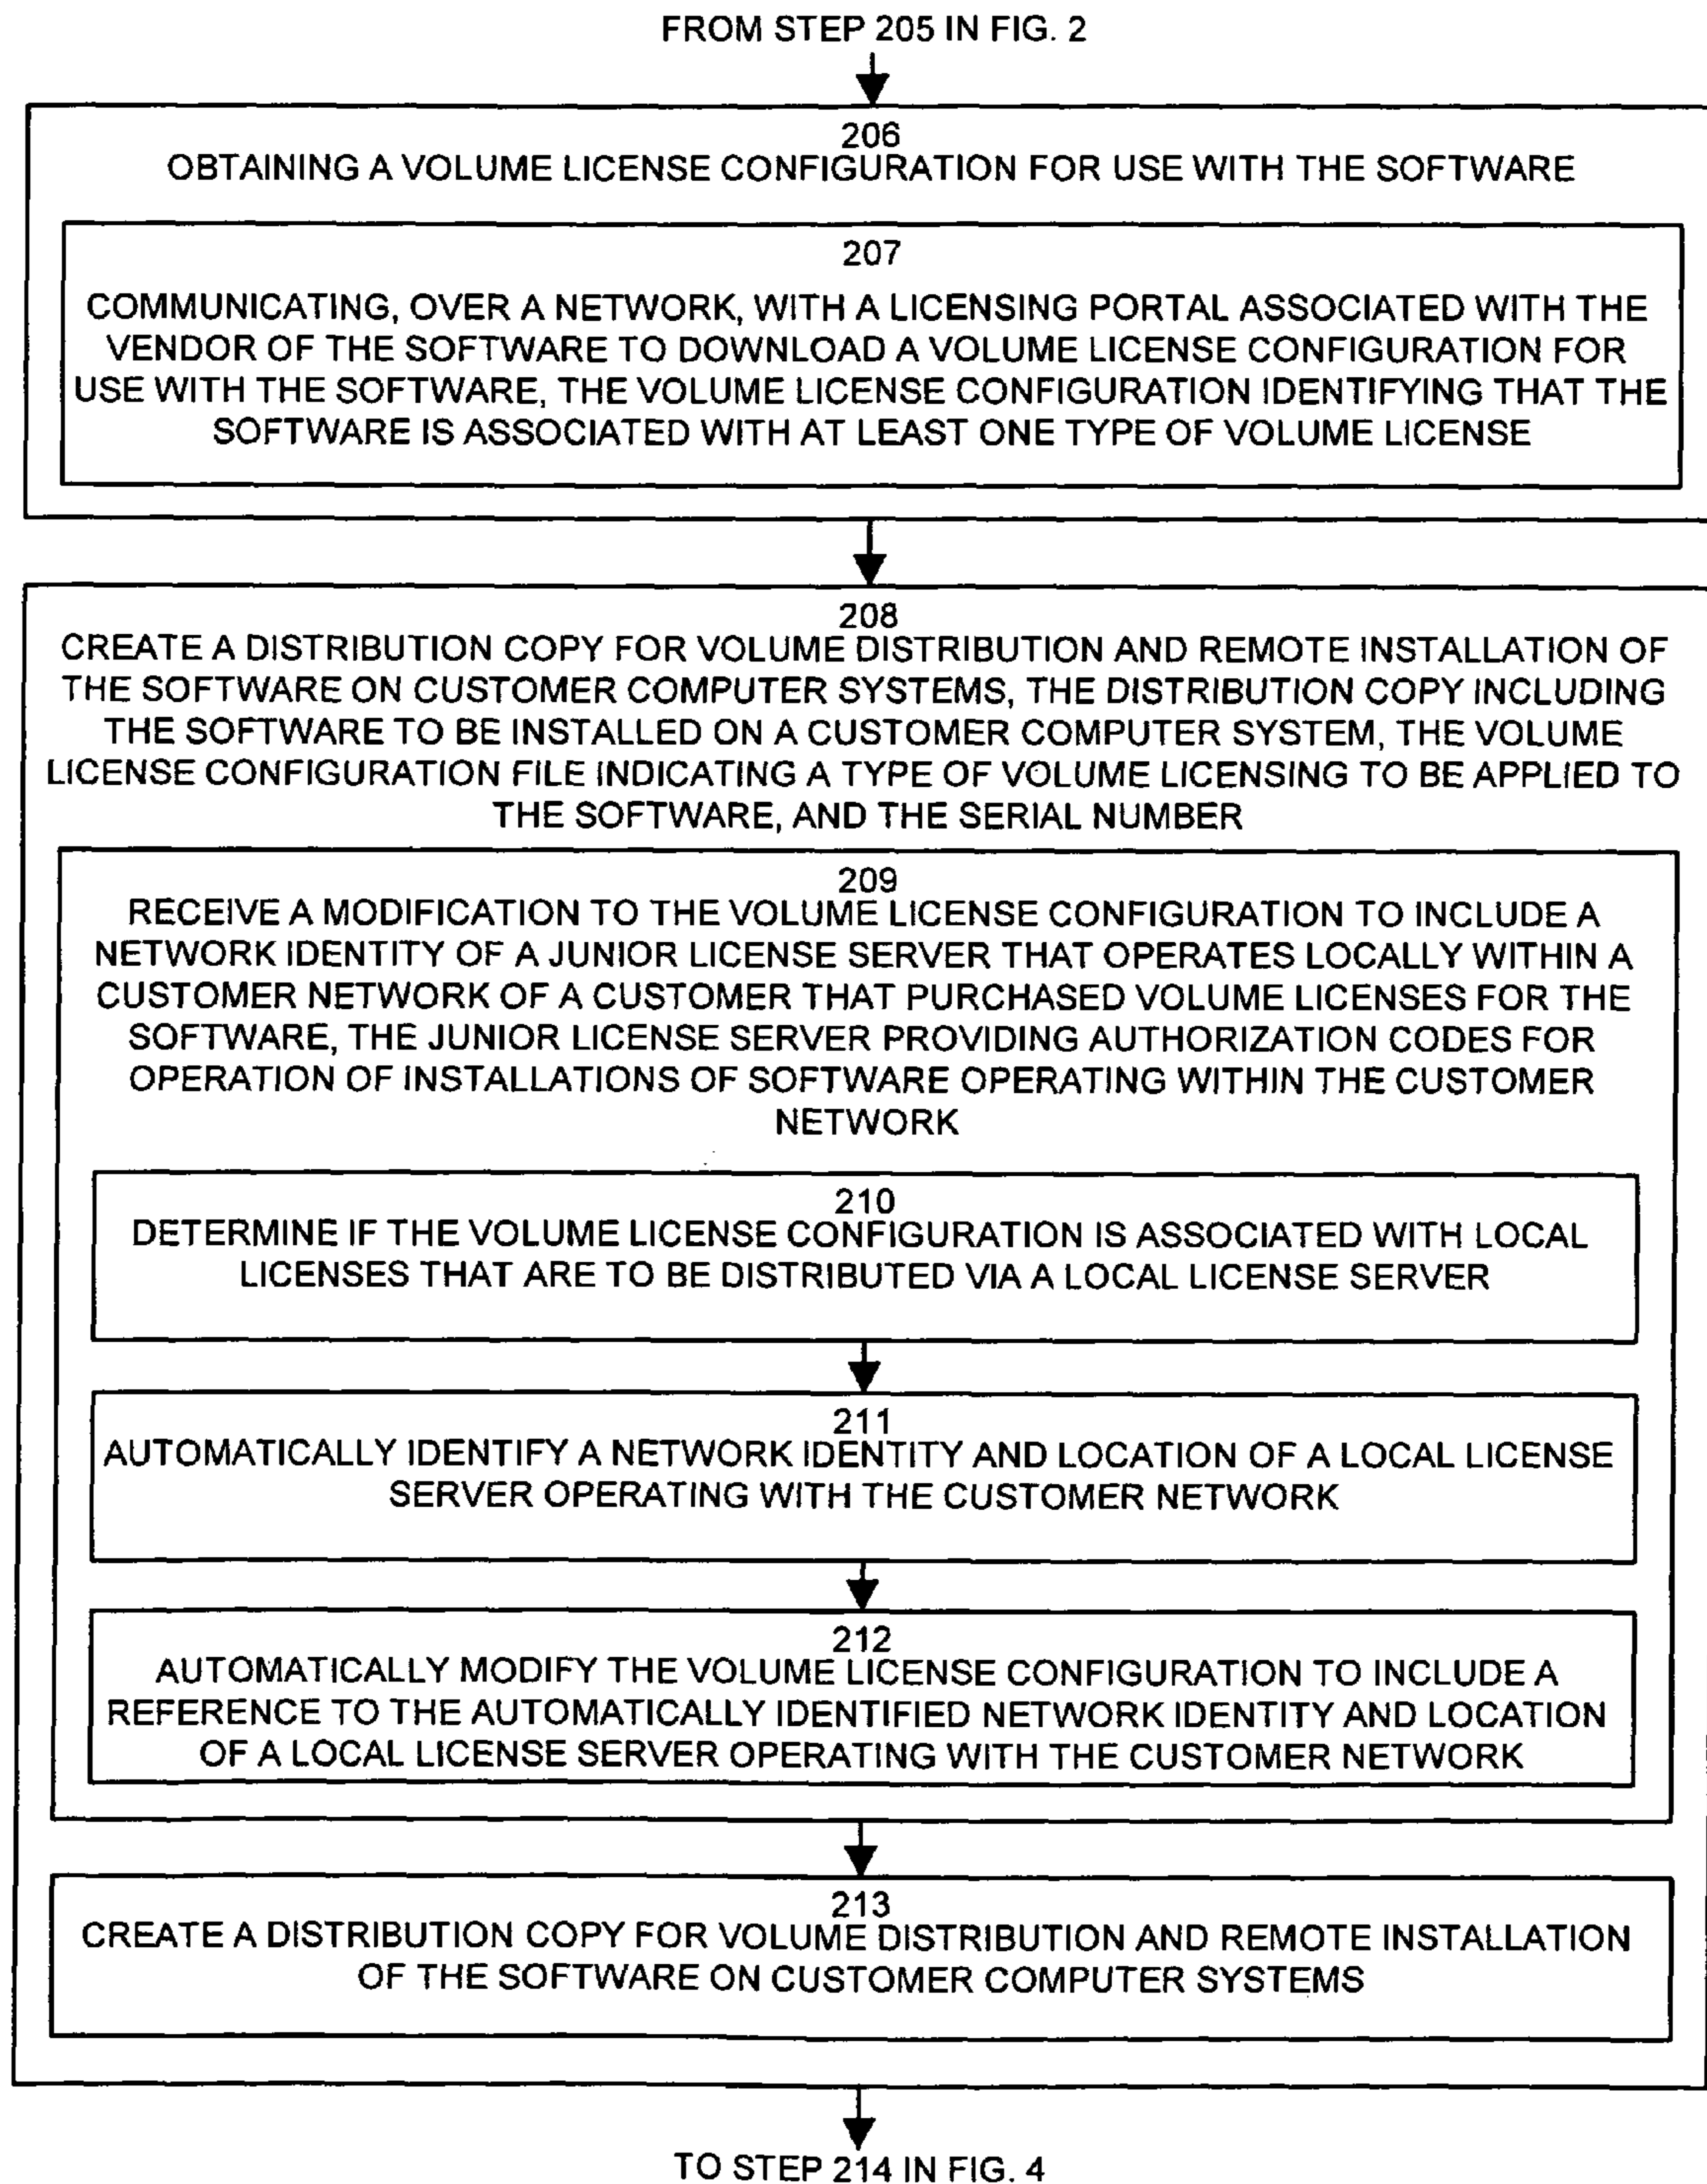 FROM STEP 205 IN FIG. 2
206
OBTAINING A VOLUME LICENSE CONFIGURATION FOR USE WITH THE SOFTWARE
207
COMMUNICATING, OVER A NETWORK, WITH A LICENSING PORTAL ASSOCIATED WITH THE
VENDOR OF THE SOFTWARE TO DOWNLOAD A VOLUME LICENSE CONFIGURATION FOR
USE WITH THE SOFTWARE, THE VOLUME LICENSE CONFIGURATION IDENTIFYING THAT THE
SOFTWARE IS ASSOCIATED WITH AT LEAST ONE TYPE OF VOLUME LICENSE
208
CREATE A DISTRIBUTION COPY FOR VOLUME DISTRIBUTION AND REMOTE INSTALLATION OF
THE SOFTWARE ON CUSTOMER COMPUTER SYSTEMS, THE DISTRIBUTION COPY INCLUDING
THE SOFTWARE TO BE INSTALLED ON A CUSTOMER COMPUTER SYSTEM, THE VOLUME
LICENSE CONFIGURATION FILE INDICATING A TYPE OF VOLUME LICENSING TO BE APPLIED TO
THE SOFTWARE, AND THE SERIAL NUMBER
209
RECEIVE A MODIFICATION TO THE VOLUME LICENSE CONFIGURATION TO INCLUDE A
NETWORK IDENTITY OF A JUNIOR LICENSE SERVER THAT OPERATES LOCALLY WITHIN A
CUSTOMER NETWORK OF A CUSTOMER THAT PURCHASED VOLUME LICENSES FOR THE
SOFTWARE, THE JUNIOR LICENSE SERVER PROVIDING AUTHORIZATION CODES FOR
OPERATION OF INSTALLATIONS OF SOFTWARE OPERATING WITHIN THE CUSTOMER
NETWORK
210
DETERMINE IF THE VOLUME LICENSE CONFIGURATION IS ASSOCIATED WITH LOCAL
LICENSES THAT ARE TO BE DISTRIBUTED VIA A LOCAL LICENSE SERVER
211
AUTOMATICALLY IDENTIFY A NETWORK IDENTITY AND LOCATION OF A LOCAL LICENSE
SERVER OPERATING WITH THE CUSTOMER NETWORK
212
AUTOMATICALLY MODIFY THE VOLUME LICENSE CONFIGURATION TO INCLUDE A
REFERENCE TO THE AUTOMATICALLY IDENTIFIED NETWORK IDENTITY AND LOCATION
OF A LOCAL LICENSE SERVER OPERATING WITH THE CUSTOMER NETWORK
213
CREATE A DISTRIBUTION COPY FOR VOLUME DISTRIBUTION AND REMOTE INSTALLATION
OF THE SOFTWARE ON CUSTOMER COMPUTER SYSTEMS
TO STEP 214 IN FIG. 4